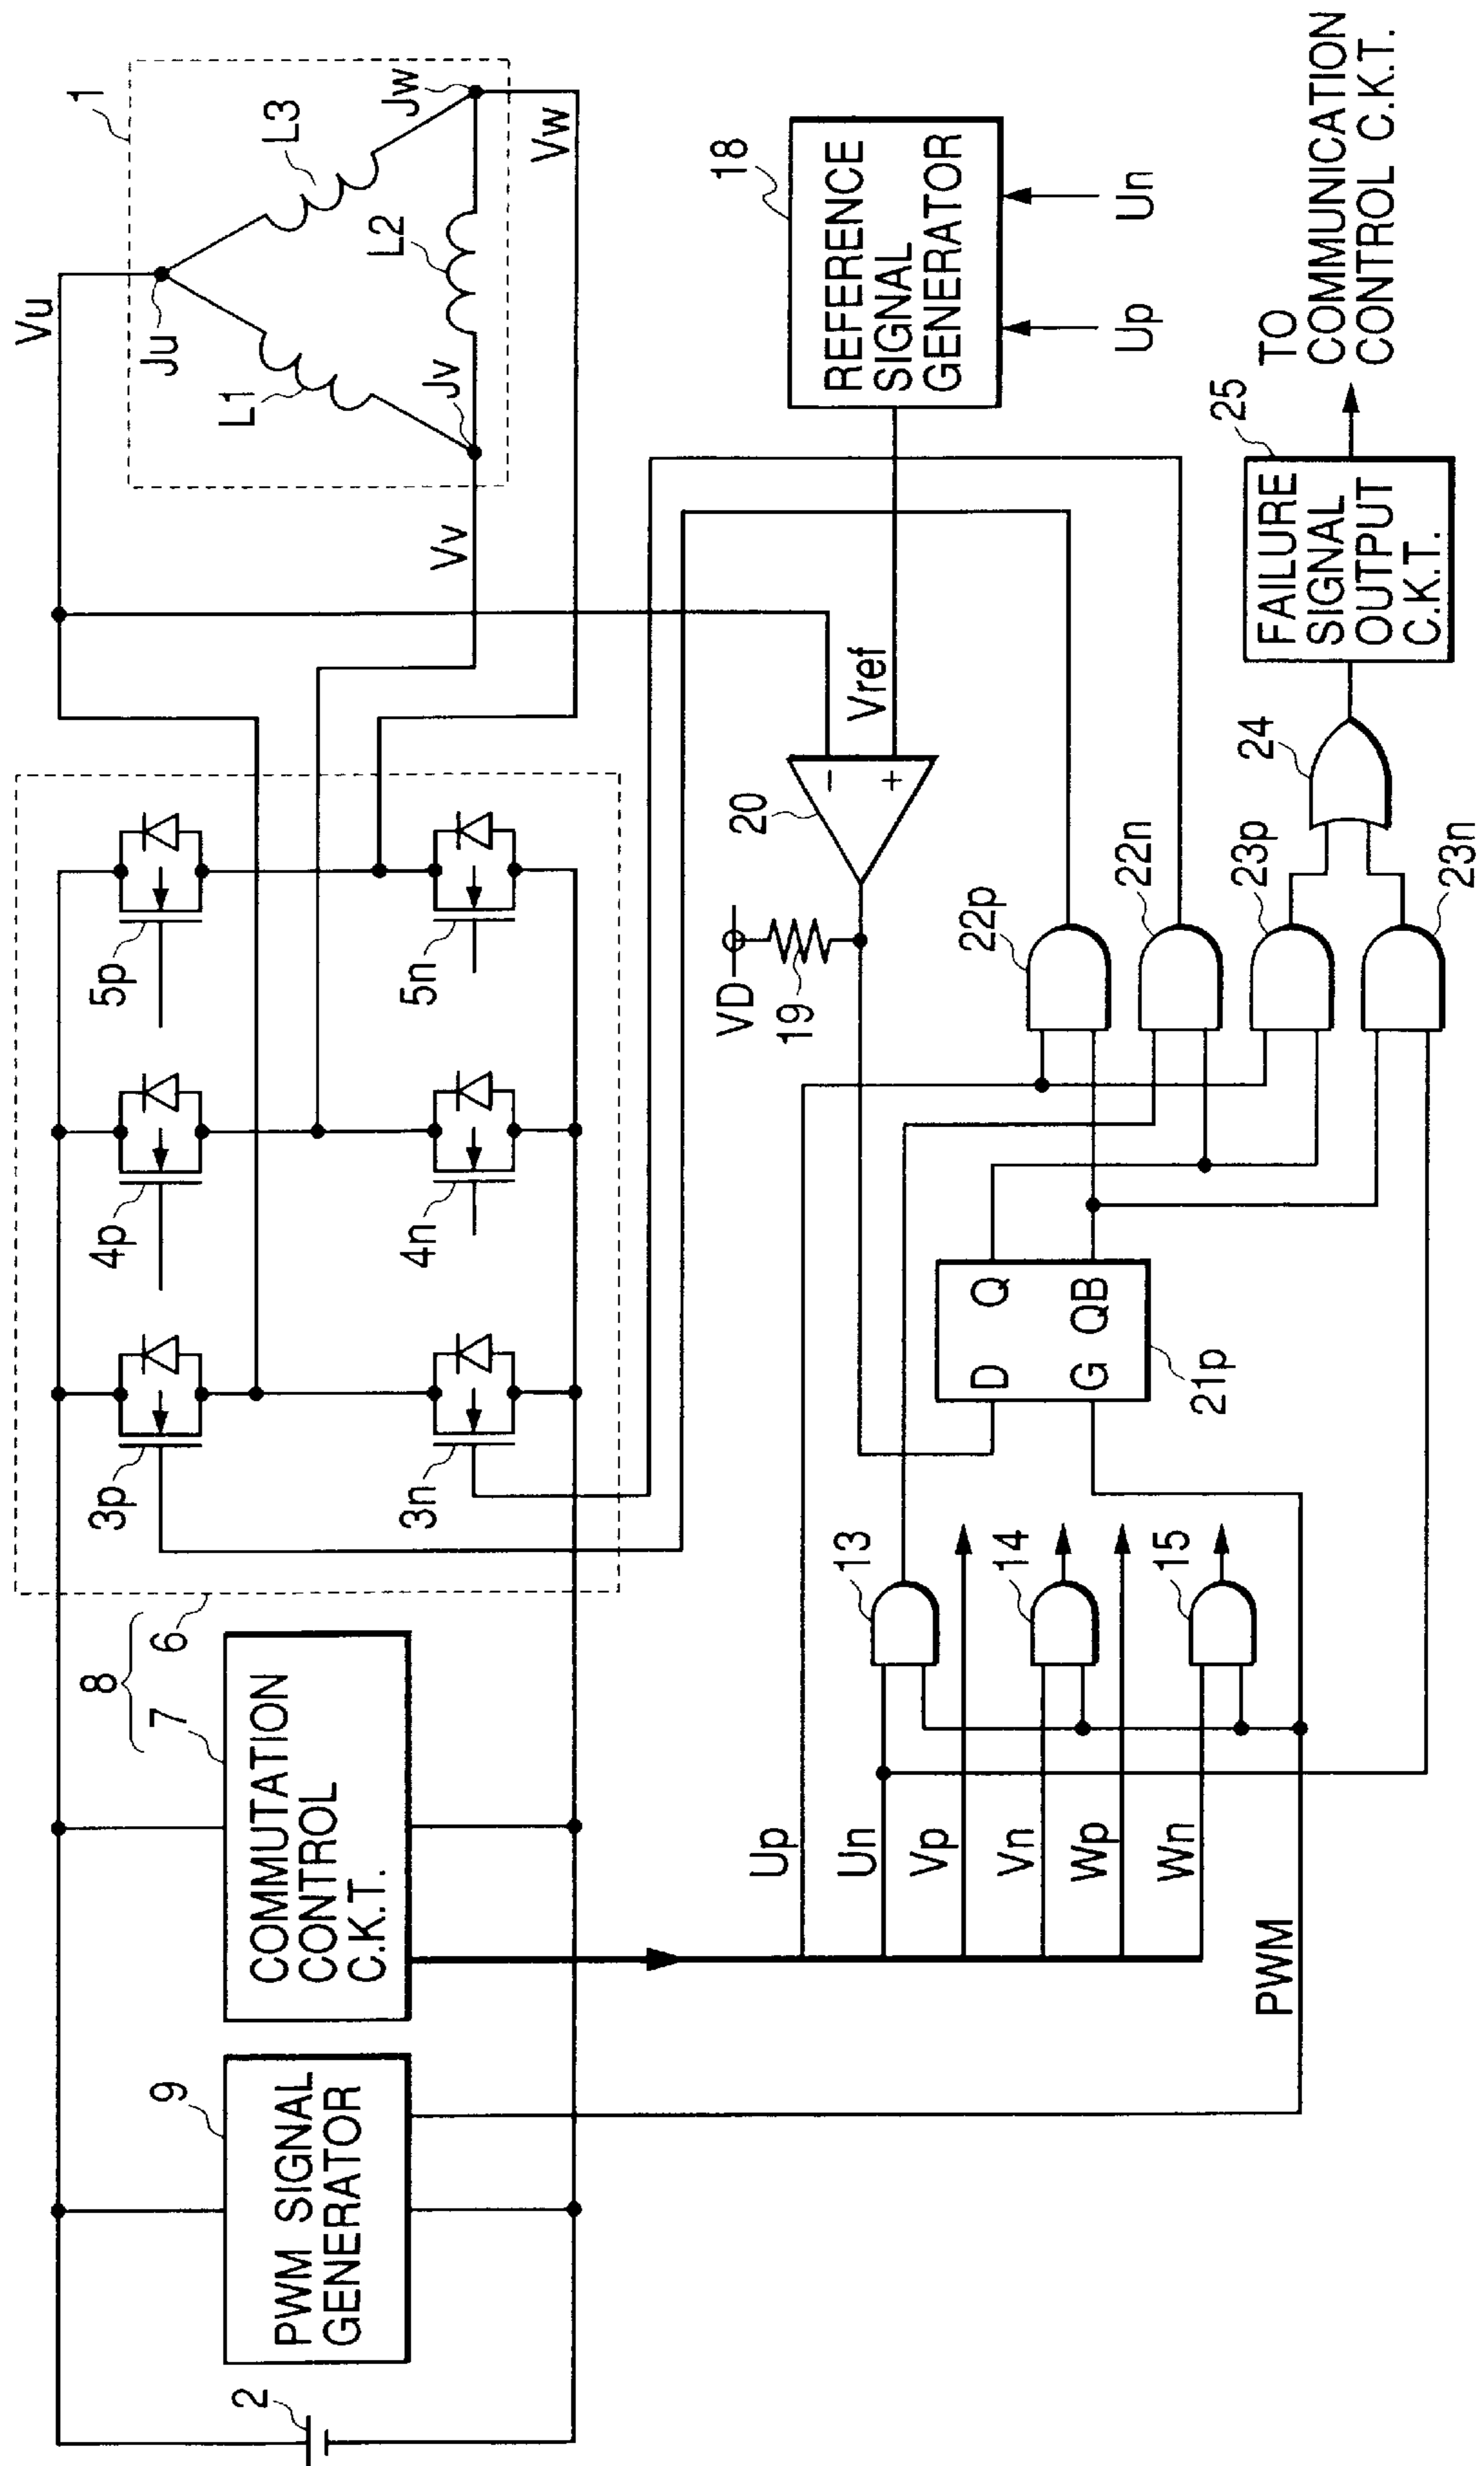 1
L3
Jw
Vw
Vu
Ju
L1
L2
Jv
Vv
5p
5n
4p
4n
3p
3n
6
8
7
COMMUTATION
CONTROL
C.K.T.
9
PWM SIGNAL
GENERATOR
2
18
REFERENCE
SIGNAL
GENERATOR
Up
Un
Vref
20
-
+
VD
19
22p
22n
23p
23n
24
25
FAILURE
SIGNAL
OUTPUT
C.K.T.
TO
COMMUNICATION
CONTROL C.K.T.
D
Q
G
QB
21p
13
14
15
Up
Un
Vp
Vn
Wp
Wn
PWM